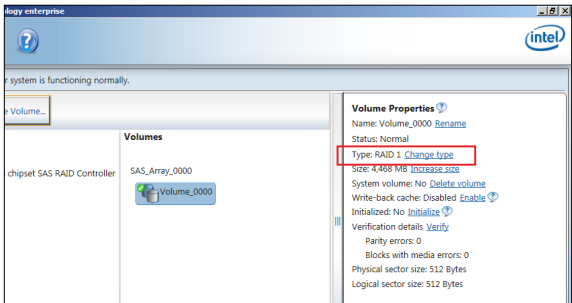 ology enterprise
intel
r system is functioning normally.
e Volume...
Volumes
chipset SAS RAID Controller
SAS_Array_0000
Volume_0000
Volume Properties
Name: Volume_0000 Rename
Status: Normal
Type: RAID 1 Change type
Size: 4,468 MB Increase size
System volume: No Delete volume
Write-back cache: Disabled Enable
Initialized: No Initialize
Verification details Verify
Parity errors: 0
Blocks with media errors: 0
Physical sector size: 512 Bytes
Logical sector size: 512 Bytes